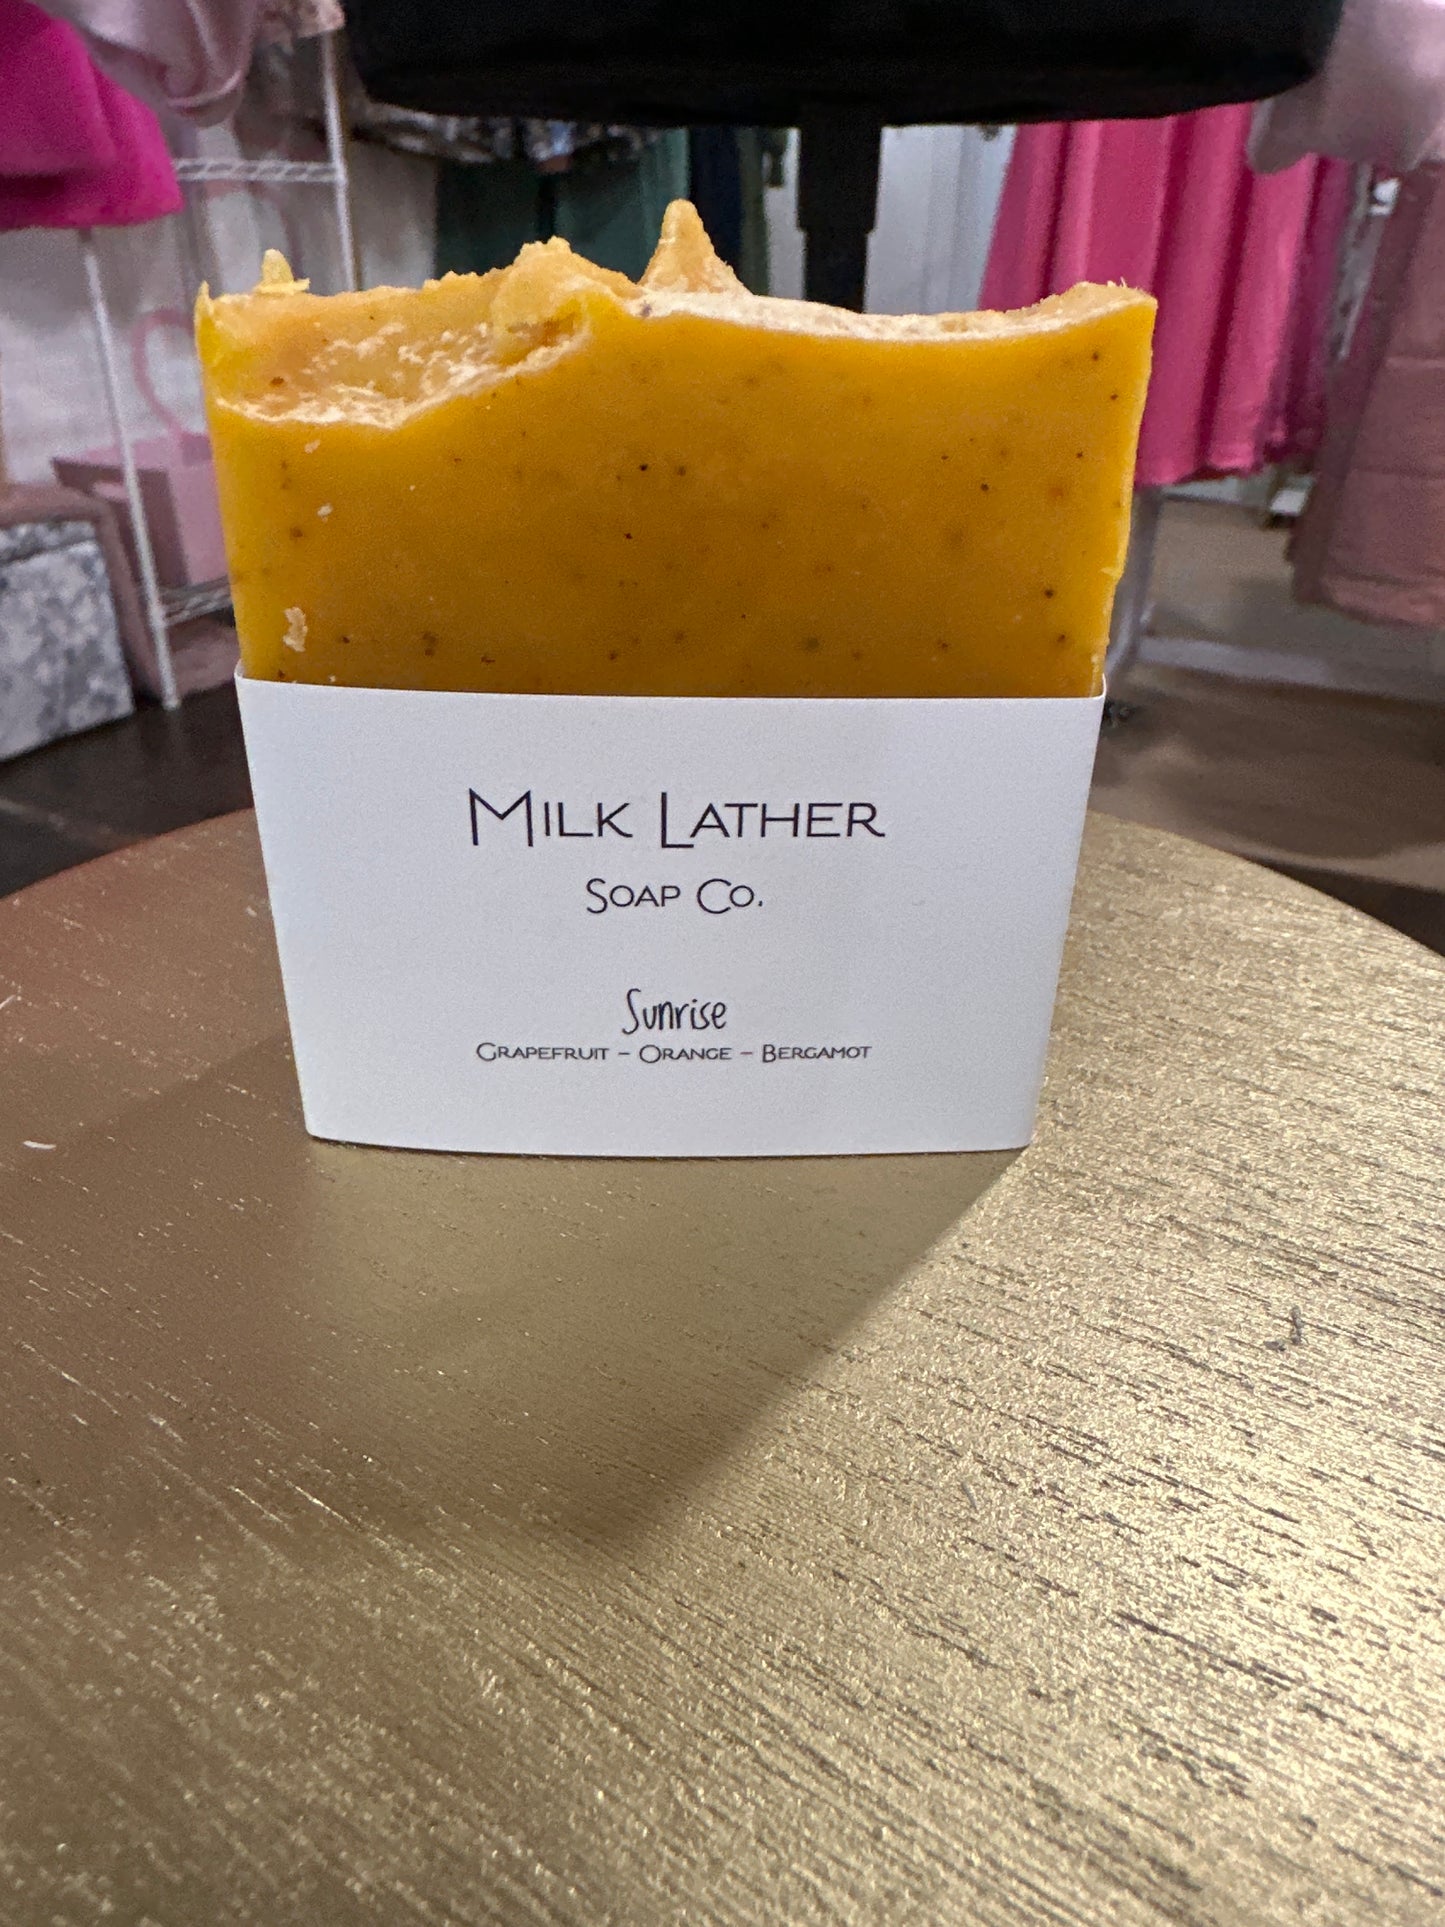 Milk Lather
Soap Co.
Sunrise
Grapefruit – Orange – Bergamot